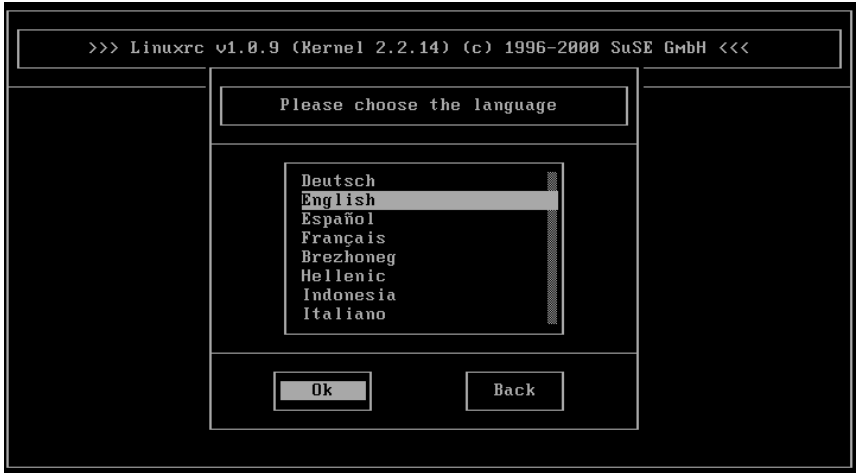 >>> Linuxrc v1.0.9 (Kernel 2.2.14) (c) 1996-2000 SuSE GmbH <<<
Please choose the language
Deutsch
English
Español
Français
Brezhoneg
Hellenic
Indonesia
Italiano
Ok Back